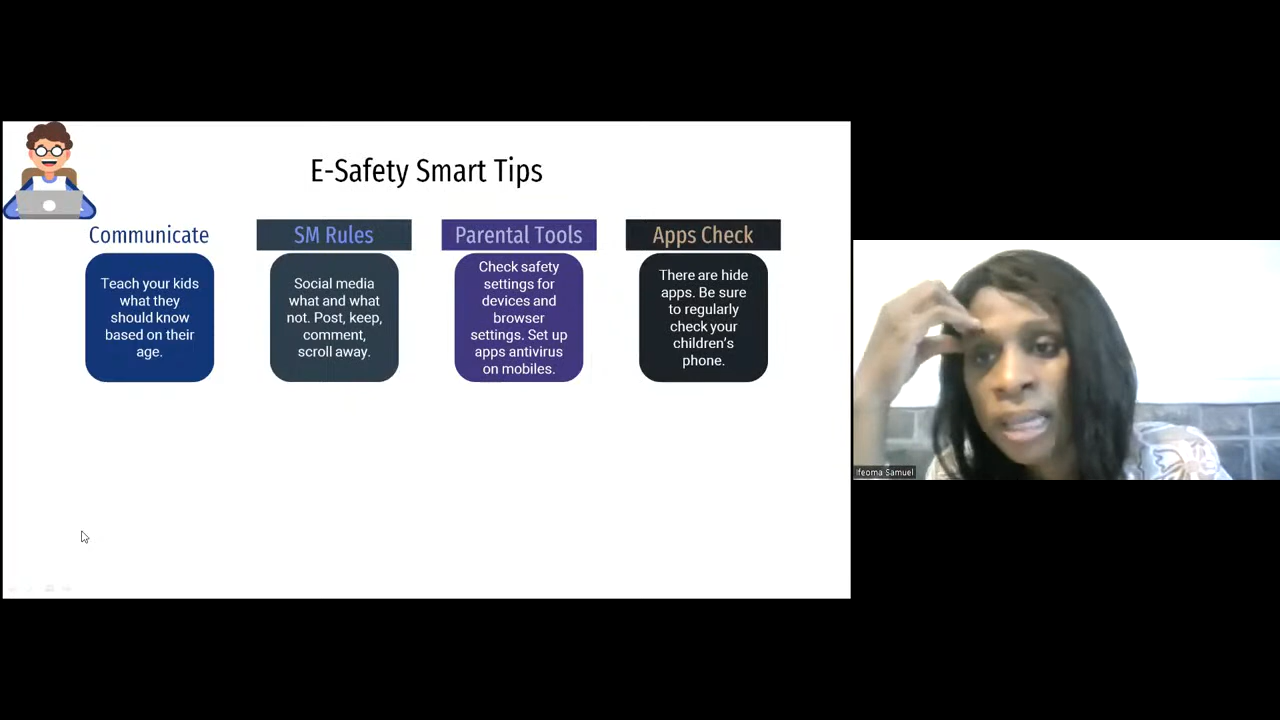 E-Safety Smart Tips
Communicate
Teach your kids
what they
should know
based on their
age.
SM Rules
Social media
what and what
not. Post, keep,
comment,
scroll away.
Parental Tools
Check safety
settings for
devices and
browser
settings. Set up
apps antivirus
on mobiles.
Apps Check
There are hide
apps. Be sure
to regularly
check your
children's
phone.
Ifeoma Samuel